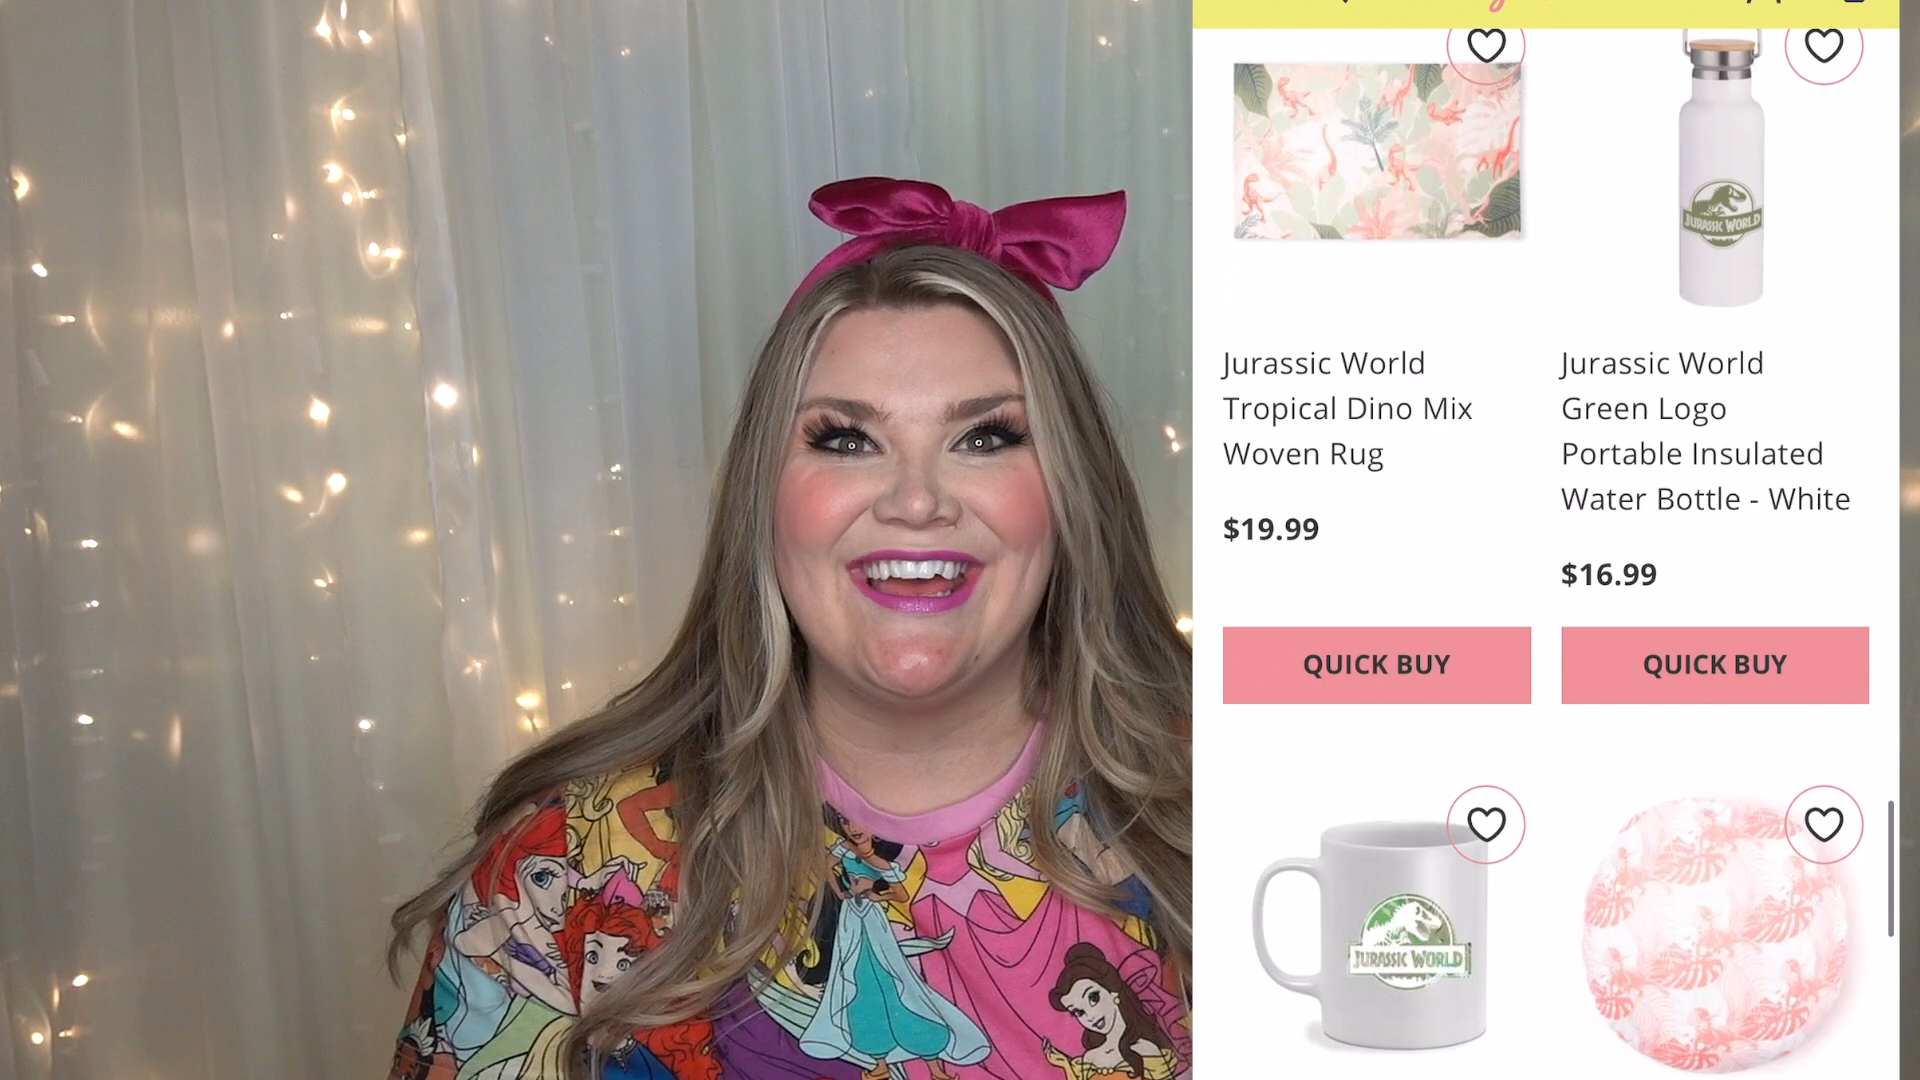 JURASSIC WORLD
Jurassic World
Tropical Dino Mix
Woven Rug
$19.99
QUICK BUY
Jurassic World
Green Logo
Portable Insulated
Water Bottle - White
$16.99
QUICK BUY
JURASSIC WORLD